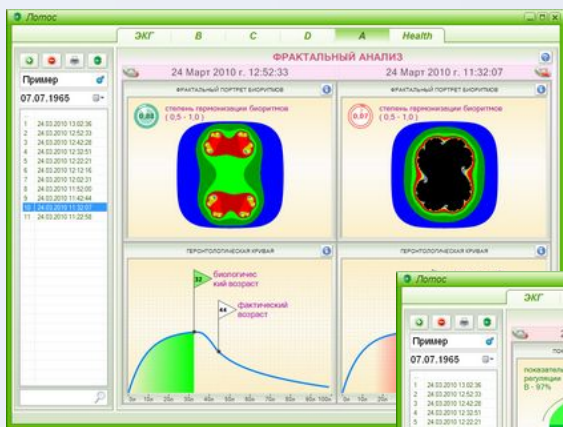 Лотос
ЭКГ B C D A Health
Пример
07.07.1965
1 24.03.2010 13:02:36
2 24.03.2010 12:52:33
3 24.03.2010 12:42:28
4 24.03.2010 12:32:51
5 24.03.2010 12:22:21
6 24.03.2010 12:12:16
7 24.03.2010 12:02:31
8 24.03.2010 11:52:00
9 24.03.2010 11:42:44
10 24.03.2010 11:32:07
11 24.03.2010 11:22:58
ФРАКТАЛЬНЫЙ АНАЛИЗ
24 Март 2010 г. 12:52:33
24 Март 2010 г. 11:32:07
ФРАКТАЛЬНЫЙ ПОРТРЕТ БИОРИТМОВ
степень гармонизации биоритмов
( 0,5 - 1,0 )
ФРАКТАЛЬНЫЙ ПОРТРЕТ БИОРИТМОВ
0.07
степень гармонизации биоритмов
( 0,5 - 1,0 )
ГЕРОНТОЛОГИЧЕСКАЯ КРИВАЯ
32
биологичес
кий возраст
44
фактический
возраст
ГЕРОНТОЛОГИЧЕСКАЯ КРИВАЯ
Лотос
ЭКГ
Пример
07.07.1965
1 24.03.2010 13:02:36
2 24.03.2010 12:52:33
3 24.03.2010 12:42:28
4 24.03.2010 12:32:51
5 24.03.2010 12:22:21
регуляции
B - 97%